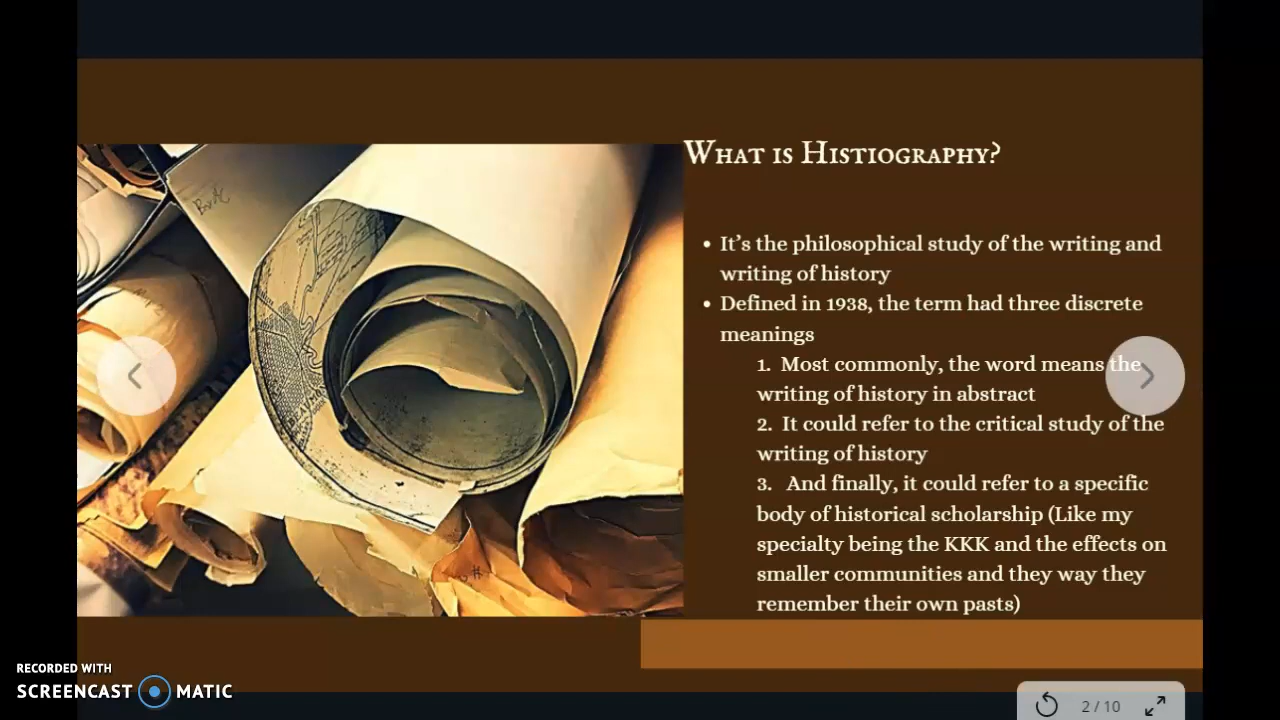 What is Histiography?
• It's the philosophical study of the writing and
writing of history
• Defined in 1938, the term had three discrete
meanings
1. Most commonly, the word means the
writing of history in abstract
2. It could refer to the critical study of the
writing of history
3. And finally, it could refer to a specific
body of historical scholarship (Like my
specialty being the KKK and the effects on
smaller communities and they way they
remember their own pasts)
RECORDED WITH
SCREENCAST MATIC
2 / 10